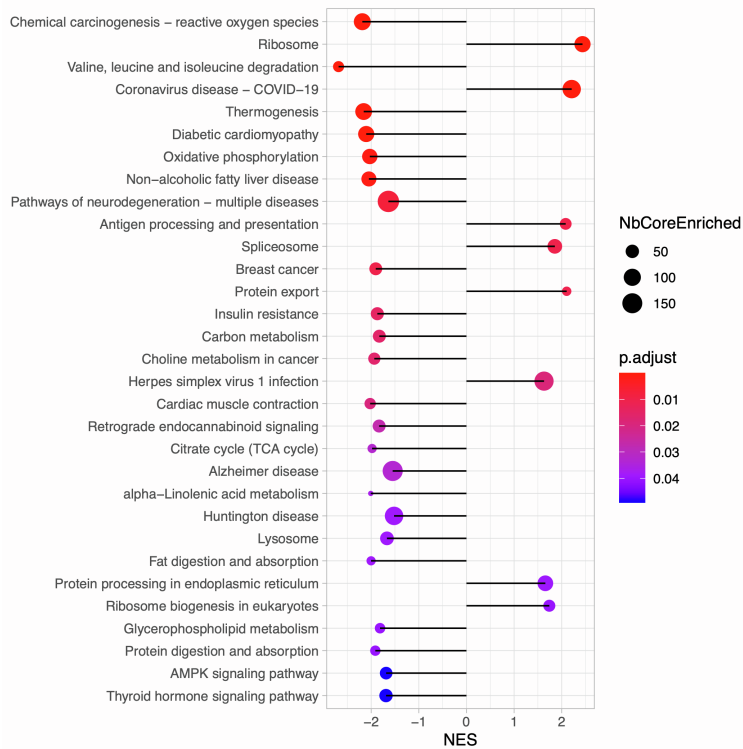 Chemical carcinogenesis − reactive oxygen species
Ribosome
Valine, leucine and isoleucine degradation
Coronavirus disease − COVID−19
Thermogenesis
Diabetic cardiomyopathy
Oxidative phosphorylation
Non−alcoholic fatty liver disease
Pathways of neurodegeneration − multiple diseases
Antigen processing and presentation
Spliceosome
Breast cancer
Protein export
Insulin resistance
Carbon metabolism
Choline metabolism in cancer
Herpes simplex virus 1 infection
Cardiac muscle contraction
Retrograde endocannabinoid signaling
Citrate cycle (TCA cycle)
Alzheimer disease
alpha−Linolenic acid metabolism
Huntington disease
Lysosome
Fat digestion and absorption
Protein processing in endoplasmic reticulum
Ribosome biogenesis in eukaryotes
Glycerophospholipid metabolism
Protein digestion and absorption
AMPK signaling pathway
Thyroid hormone signaling pathway
−2 −1 0 1 2
NES
NbCoreEnriched
50
100
150
p.adjust
0.01
0.02
0.03
0.04